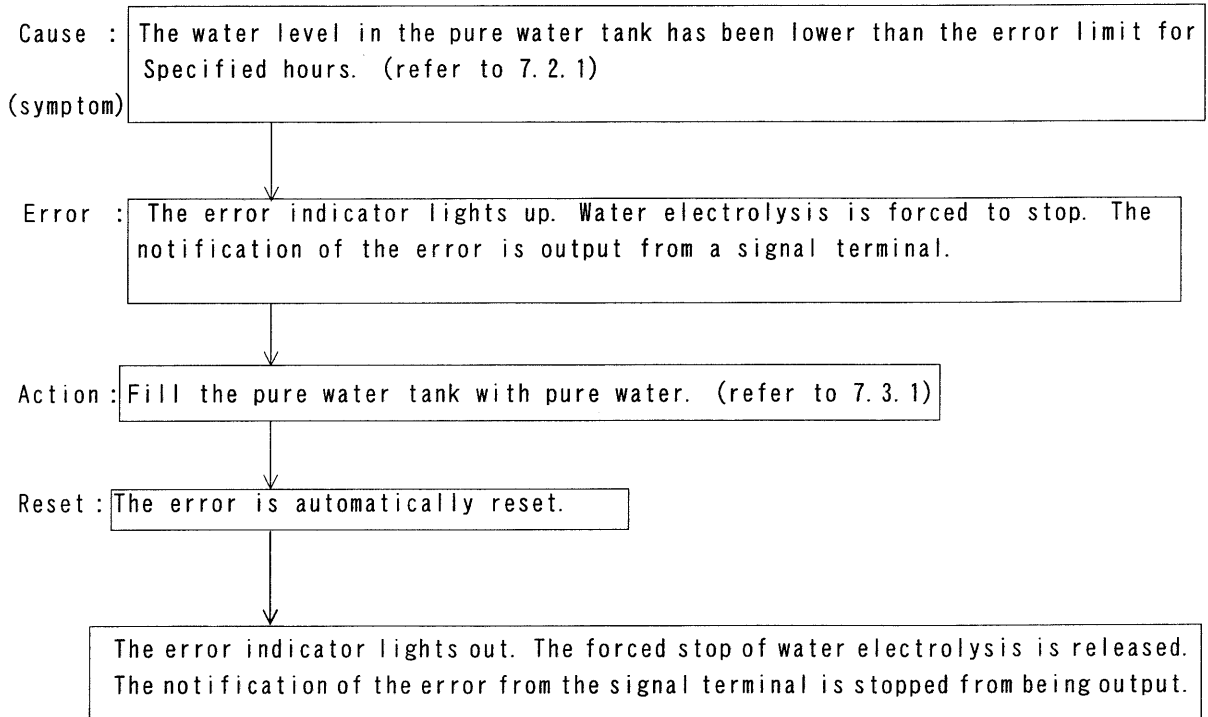 Cause : The water level in the pure water tank has been lower than the error limit for
Specified hours. (refer to 7.2.1)
(symptom)
Error : The error indicator lights up. Water electrolysis is forced to stop. The
notification of the error is output from a signal terminal.
Action : Fill the pure water tank with pure water. (refer to 7.3.1)
Reset : The error is automatically reset.
The error indicator lights out. The forced stop of water electrolysis is released.
The notification of the error from the signal terminal is stopped from being output.